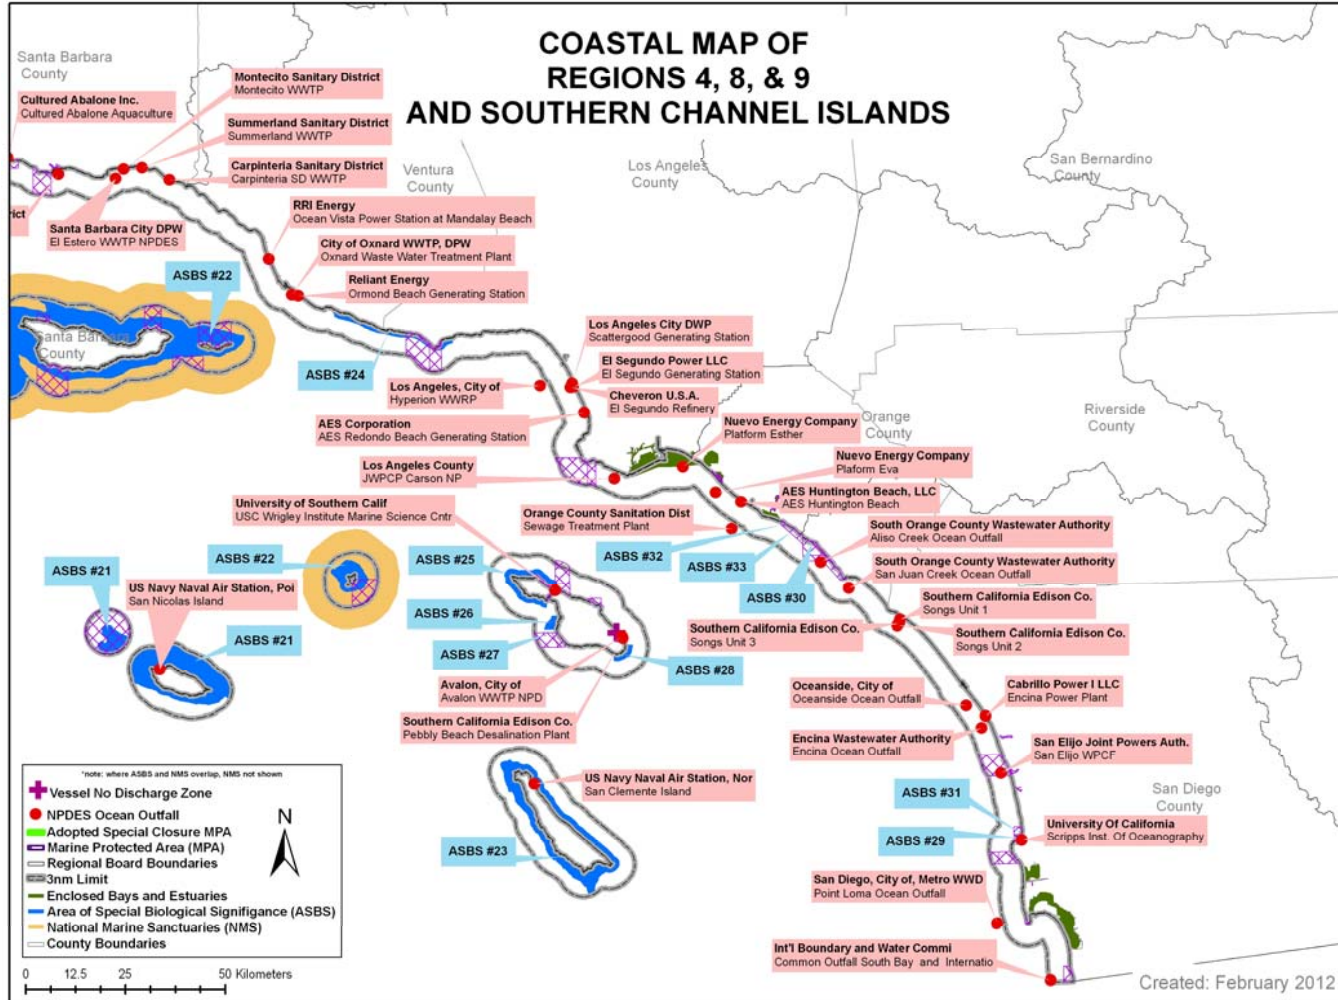 COASTAL MAP OF
REGIONS 4, 8, & 9
AND SOUTHERN CHANNEL ISLANDS
Santa Barbara
County
Cultured Abalone Inc.
Cultured Abalone Aquaculture
Montecito Sanitary District
Montecito WWTP
Summerland Sanitary District
Summerland WWTP
Carpinteria Sanitary District
Carpinteria SD WWTP
Ventura
County
Los Angeles
County
San Bernardino
County
rict
Santa Barbara City DPW
El Estero WWTP NPDES
RRI Energy
Ocean Vista Power Station at Mandalay Beach
City of Oxnard WWTP, DPW
Oxnard Waste Water Treatment Plant
Reliant Energy
Ormond Beach Generating Station
ASBS #22
Santa Barbara
County
ASBS #24
Los Angeles City DWP
Scattergood Generating Station
El Segundo Power LLC
El Segundo Generating Station
Los Angeles, City of
Hyperion WWRP
Cheveron U.S.A.
El Segundo Refinery
AES Corporation
AES Redondo Beach Generating Station
Nuevo Energy Company
Platform Esther
Orange
County
Riverside
County
Los Angeles County
JWPCP Carson NP
Nuevo Energy Company
Plaform Eva
AES Huntington Beach, LLC
AES Huntington Beach
University of Southern Calif
USC Wrigley Institute Marine Science Cntr
Orange County Sanitation Dist
Sewage Treatment Plant
South Orange County Wastewater Authority
Aliso Creek Ocean Outfall
ASBS #32
ASBS #33
ASBS #30
South Orange County Wastewater Authority
San Juan Creek Ocean Outfall
ASBS #21
ASBS #22
ASBS #25
US Navy Naval Air Station, Poi
San Nicolas Island
ASBS #26
Southern California Edison Co.
Songs Unit 1
Southern California Edison Co.
Songs Unit 3
Southern California Edison Co.
Songs Unit 2
ASBS #21
ASBS #27
ASBS #28
Avalon, City of
Avalon WWTP NPD
Southern California Edison Co.
Pebbly Beach Desalination Plant
Oceanside, City of
Oceanside Ocean Outfall
Cabrillo Power I LLC
Encina Power Plant
Encina Wastewater Authority
Encina Ocean Outfall
San Elijo Joint Powers Auth.
San Elijo WPCF
US Navy Naval Air Station, Nor
San Clemente Island
ASBS #31
San Diego
County
ASBS #23
ASBS #29
University Of California
Scripps Inst. Of Oceanography
San Diego, City of, Metro WWD
Point Loma Ocean Outfall
Int'l Boundary and Water Commi
Common Outfall South Bay and Internatio
*note: where ASBS and NMS overlap, NMS not shown
Vessel No Discharge Zone
NPDES Ocean Outfall
Adopted Special Closure MPA
Marine Protected Area (MPA)
Regional Board Boundaries
3nm Limit
Enclosed Bays and Estuaries
Area of Special Biological Signifigance (ASBS)
National Marine Sanctuaries (NMS)
County Boundaries
N
0 12.5 25 50 Kilometers
Created: February 2012